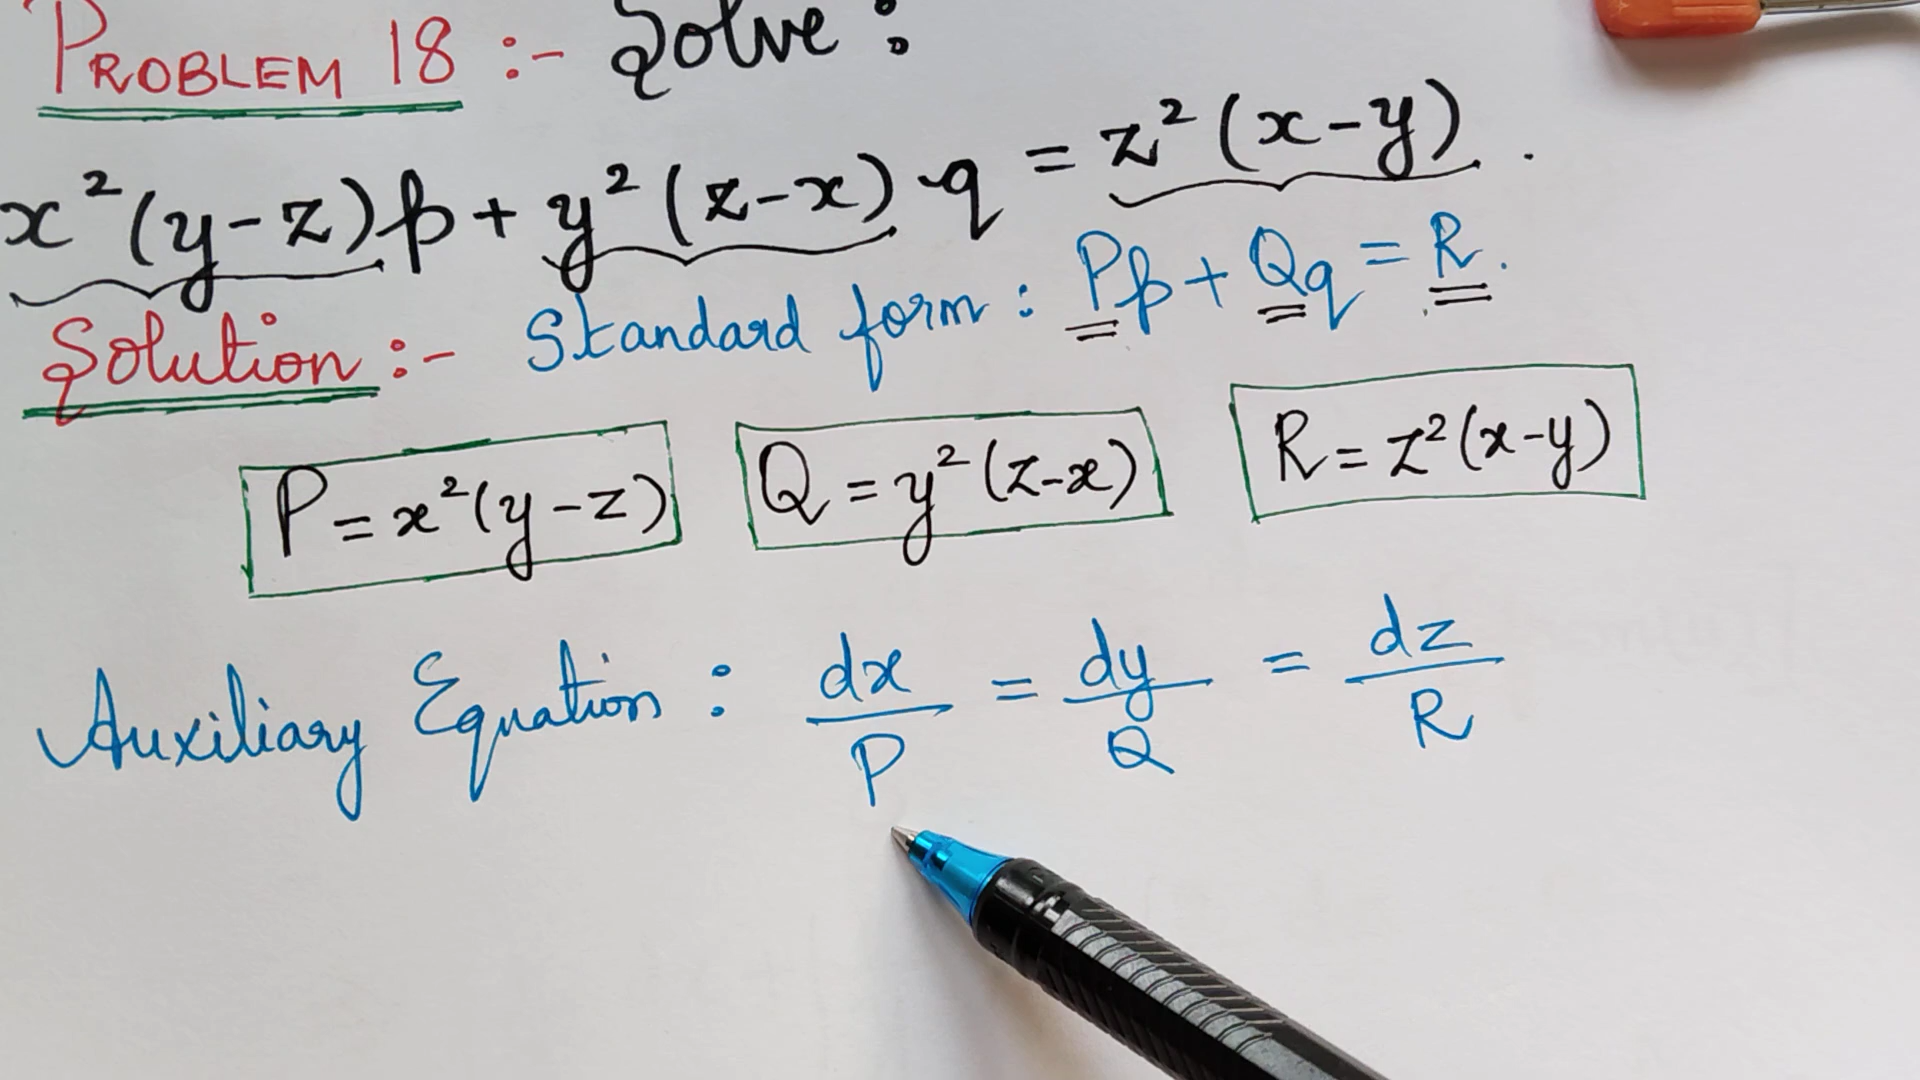 PROBLEM 18 :- Solve :
x²(y-z)p + y²(z-x)·q = z²(x-y).
Solution :- Standard form : Pp + Qq = R.
P = x²(y-z) Q = y²(z-x) R = z²(x-y)
Auxiliary Equation : dx/P = dy/Q = dz/R